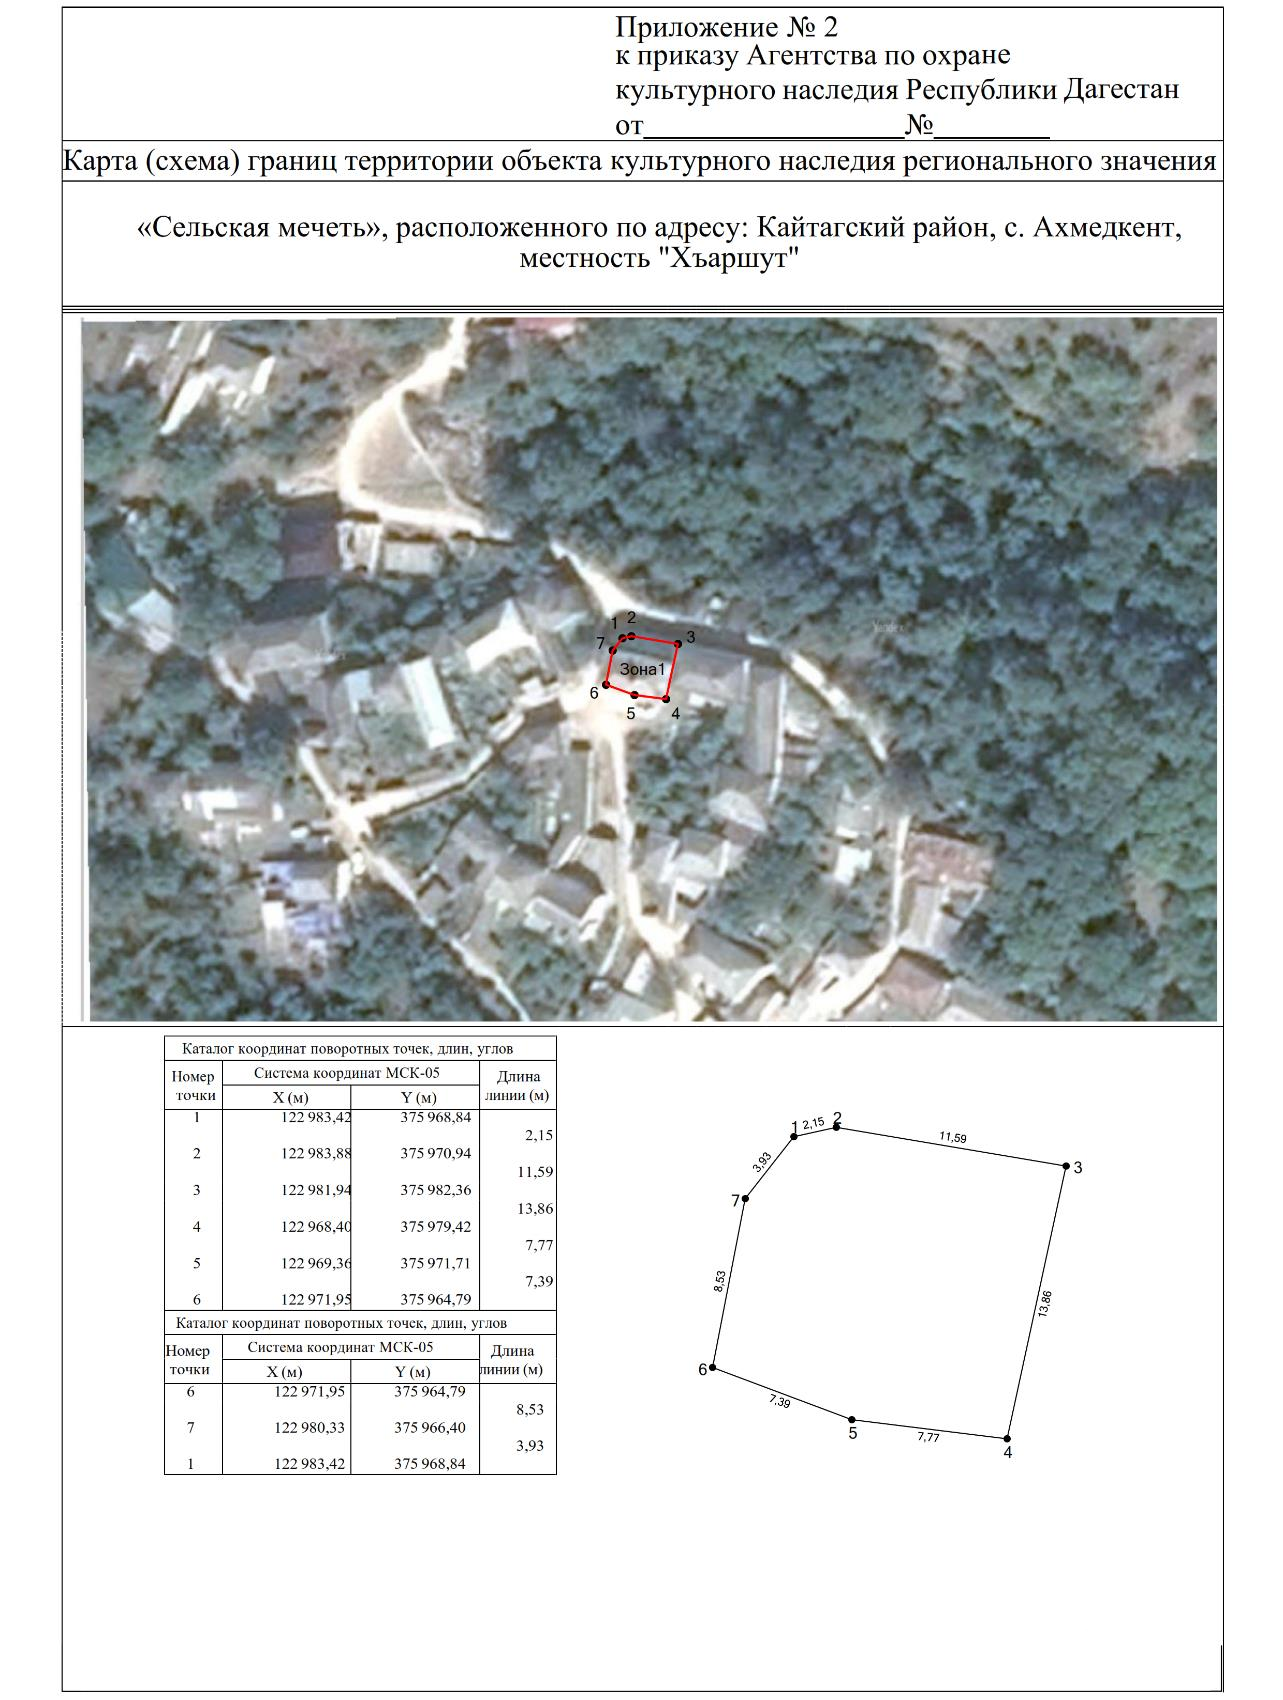 Приложение № 2
к приказу Агентства по охране
культурного наследия Республики Дагестан
от__________________№________
Карта (схема) границ территории объекта культурного наследия регионального значения
«Сельская мечеть», расположенного по адресу: Кайтагский район, с. Ахмедкент,
местность "Хъаршут"
Yandex
1
2
3
7
Зона1
6
5
4
Каталог координат поворотных точек, длин, углов
Номер точки
Система координат МСК-05
Длина линии (м)
X (м) Y (м)
1 122 983,42 375 968,84
2,15
2 122 983,88 375 970,94
11,59
3 122 981,94 375 982,36
13,86
4 122 968,40 375 979,42
7,77
5 122 969,36 375 971,71
7,39
6 122 971,95 375 964,79
Каталог координат поворотных точек, длин, углов
Номер точки
Система координат МСК-05
Длина линии (м)
X (м) Y (м)
6 122 971,95 375 964,79
8,53
7 122 980,33 375 966,40
3,93
1 122 983,42 375 968,84
1
2,15
2
11,59
3
3,93
7
8,53
13,86
6
7,39
5
7,77
4